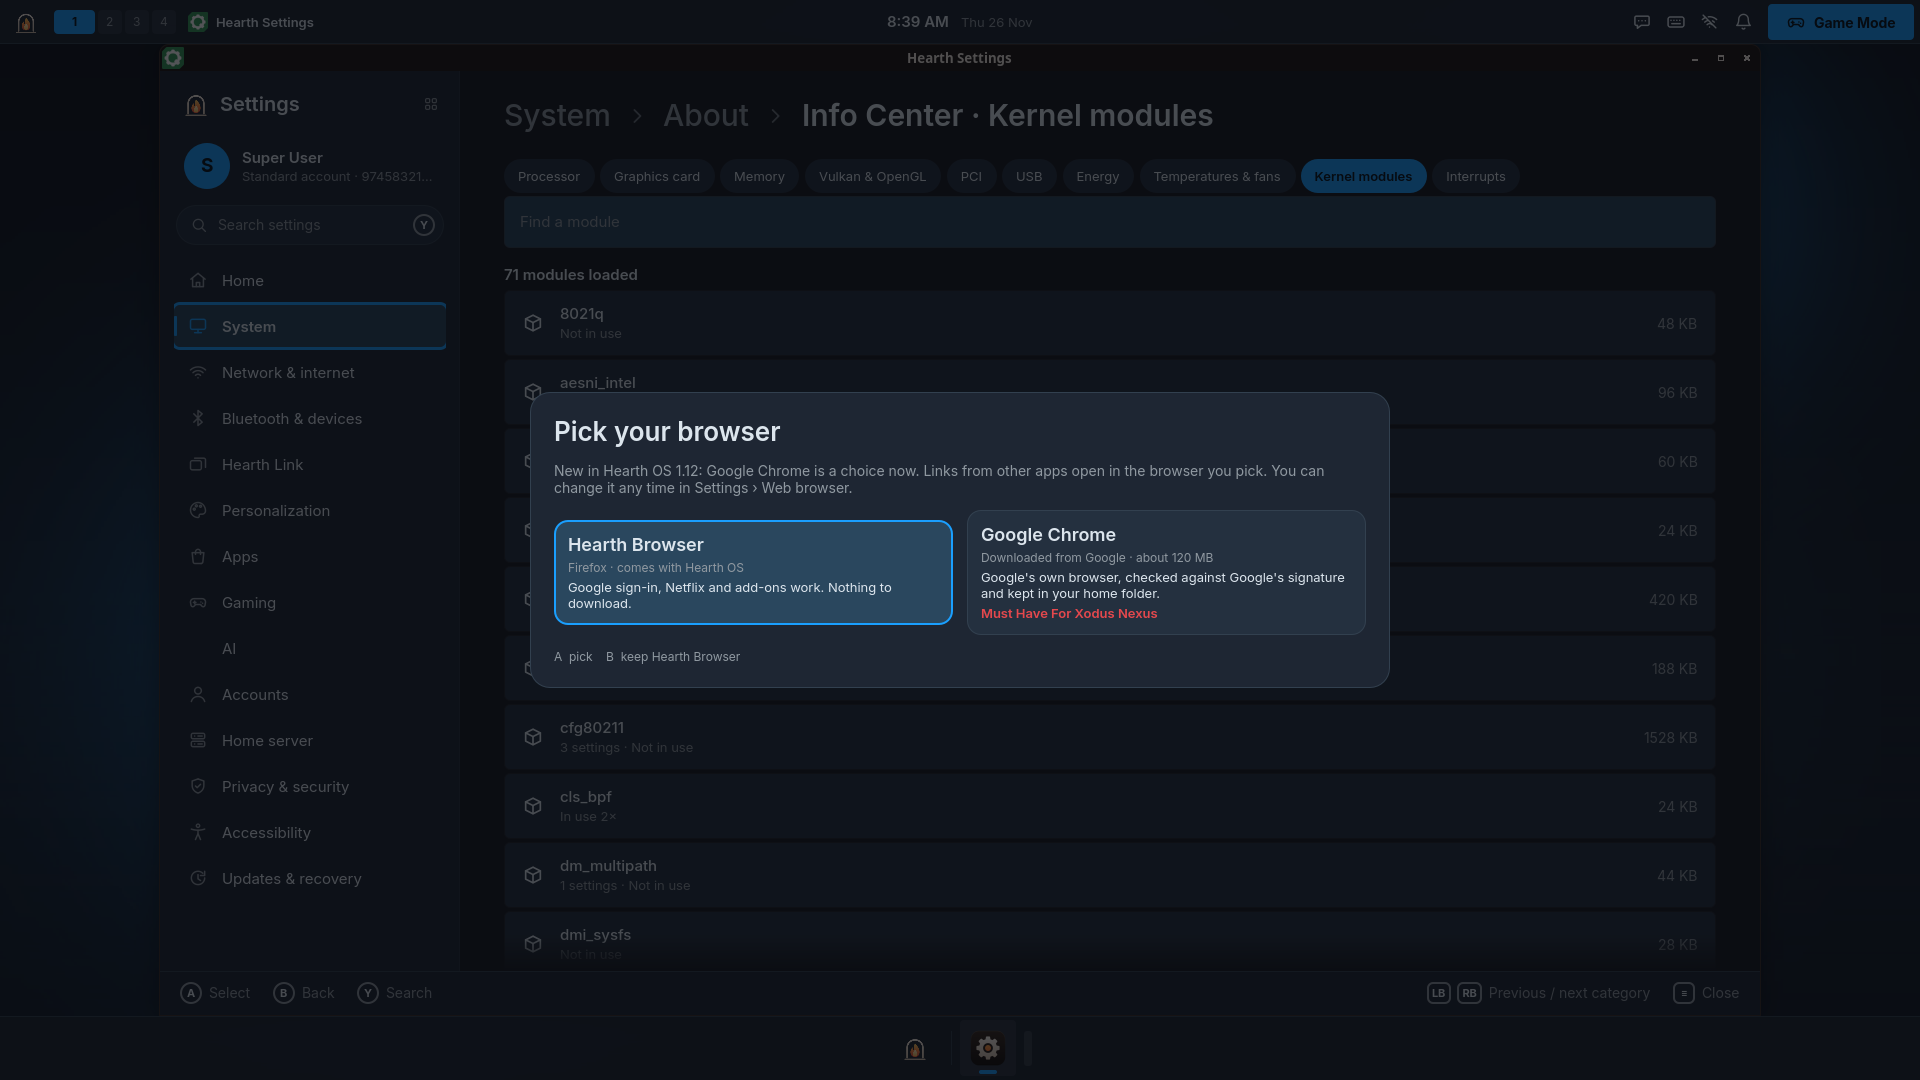 1 2 3 4 Hearth Settings
8:39 AM Thu 26 Nov
Game Mode
Hearth Settings
Settings
S
Super User
Standard account · 97458321...
Search settings Y
Home
System
Network & internet
Bluetooth & devices
Hearth Link
Personalization
Apps
Gaming
AI
Accounts
Home server
Privacy & security
Accessibility
Updates & recovery
System › About › Info Center · Kernel modules
Processor Graphics card Memory Vulkan & OpenGL PCI USB Energy Temperatures & fans Kernel modules Interrupts
Find a module
71 modules loaded
8021q
Not in use
48 KB
aesni_intel
96 KB
60 KB
24 KB
420 KB
188 KB
Pick your browser
New in Hearth OS 1.12: Google Chrome is a choice now. Links from other apps open in the browser you pick. You can
change it any time in Settings › Web browser.
Hearth Browser
Firefox · comes with Hearth OS
Google sign-in, Netflix and add-ons work. Nothing to
download.
Google Chrome
Downloaded from Google · about 120 MB
Google's own browser, checked against Google's signature
and kept in your home folder.
Must Have For Xodus Nexus
A pick B keep Hearth Browser
cfg80211
3 settings · Not in use
1528 KB
cls_bpf
In use 2×
24 KB
dm_multipath
1 settings · Not in use
44 KB
dmi_sysfs
Not in use
28 KB
A Select B Back Y Search
LB RB Previous / next category ≡ Close